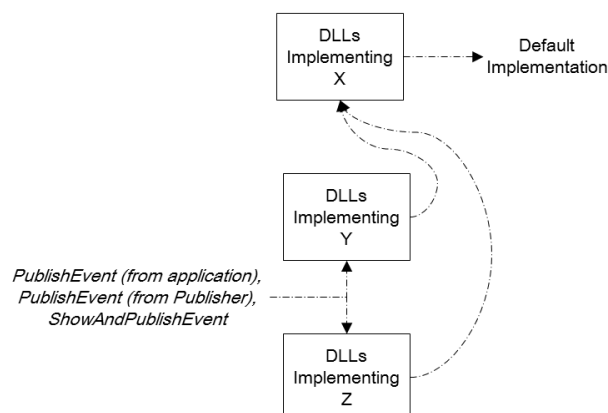 DLLs
Implementing
X
Default
Implementation
DLLs
Implementing
Y
PublishEvent (from application),
PublishEvent (from Publisher),
ShowAndPublishEvent
DLLs
Implementing
Z